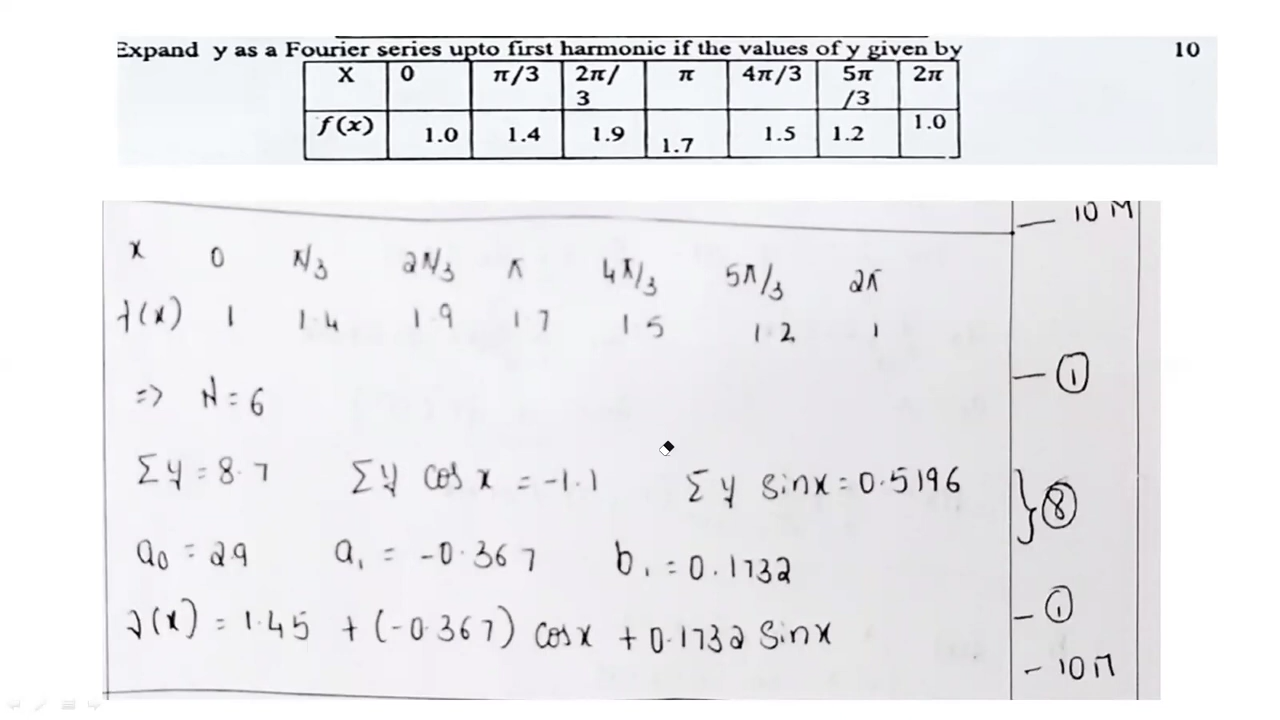 Expand y as a Fourier series upto first harmonic if the values of y given by 10
X 0 π/3 2π/3 π 4π/3 5π/3 2π
f(x) 1.0 1.4 1.9 1.7 1.5 1.2 1.0
— 10 M
x 0 π/3 2π/3 π 4π/3 5π/3 2π
f(x) 1 1.4 1.9 1.7 1.5 1.2 1
— ①
=> N = 6
Σy = 8.7 Σy cos x = -1.1 Σy sinx = 0.5196 } ⑧
a₀ = 2.9 a₁ = -0.367 b₁ = 0.1732
f(x) = 1.45 + (-0.367) cosx + 0.1732 sinx - ①
- 10M